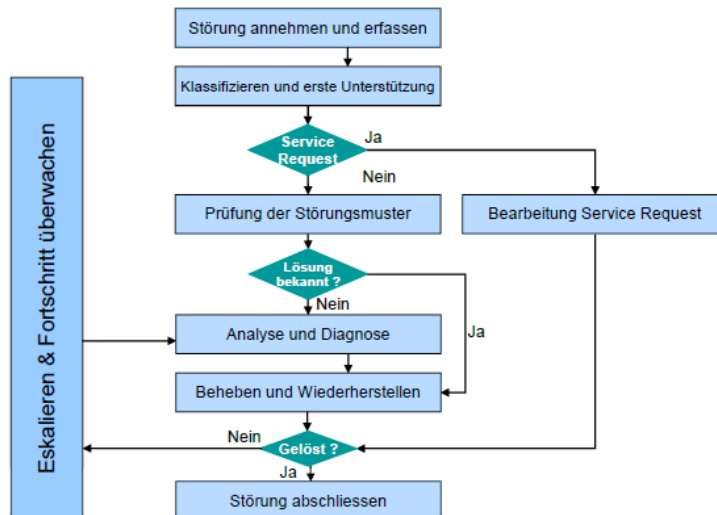 Störung annehmen und erfassen
Klassifizieren und erste Unterstützung
Service
Request
Ja
Nein
Prüfung der Störungsmuster
Bearbeitung Service Request
Lösung
bekannt ?
Nein
Ja
Analyse und Diagnose
Beheben und Wiederherstellen
Nein
Gelöst ?
Ja
Störung abschliessen
Eskalieren & Fortschritt überwachen